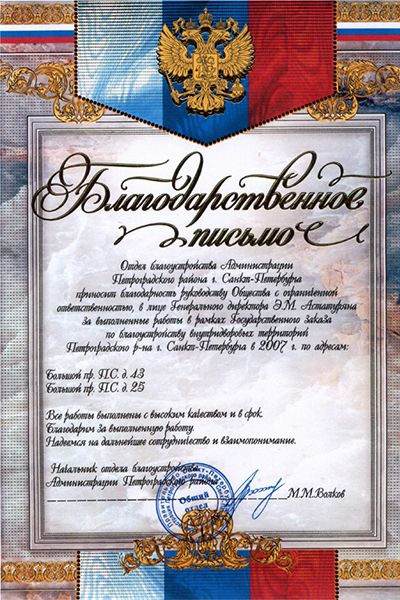 Благодарственное
письмо
Отдел благоустройства Администрации
Петроградского района г. Санкт-Петербурга
приносит благодарность руководству Общества с ограниченной
ответственностью, в лице Генерального директора Э.М. Астатуряна
за выполненные работы в рамках Государственного заказа
по благоустройству внутридворовых территорий
Петроградского р-на г. Санкт-Петербурга в 2007 г. по адресам:
Большой пр. П.С. д. 43
Большой пр. П.С. д. 25
Все работы выполнены с высоким качеством и в срок.
Благодарим за выполненную работу.
Надеемся на дальнейшее сотрудничество и взаимопонимание.
Начальник отдела благоустройства
Администрации Петроградского района
М.М.Волков
Общий
отдел